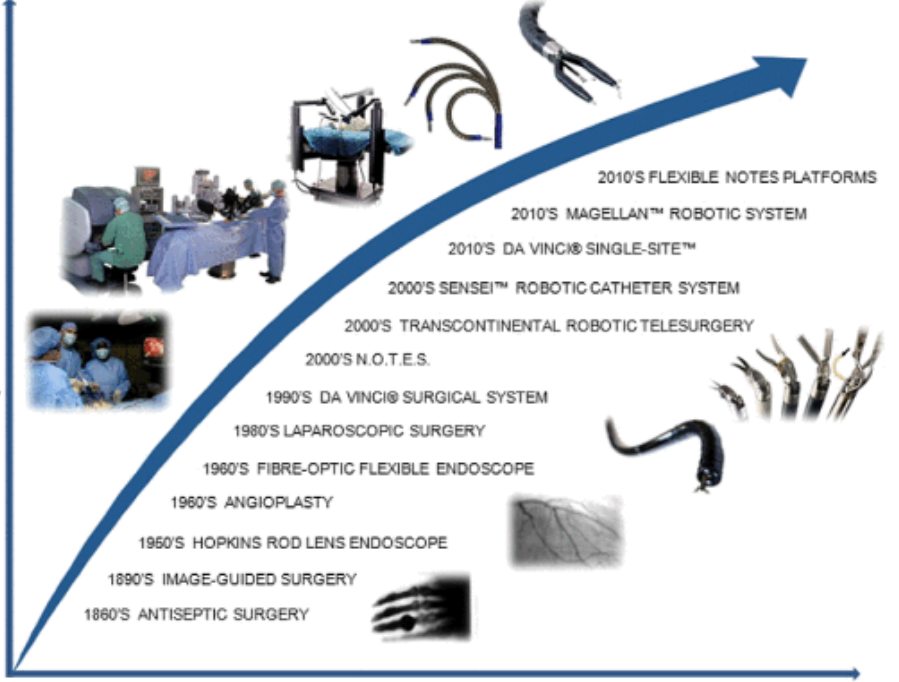 2010'S FLEXIBLE NOTES PLATFORMS
2010'S MAGELLAN™ ROBOTIC SYSTEM
2010'S DA VINCI® SINGLE-SITE™
2000'S SENSEI™ ROBOTIC CATHETER SYSTEM
2000'S TRANSCONTINENTAL ROBOTIC TELESURGERY
2000'S N.O.T.E.S.
1990'S DA VINCI® SURGICAL SYSTEM
1980'S LAPAROSCOPIC SURGERY
1960'S FIBRE-OPTIC FLEXIBLE ENDOSCOPE
1960'S ANGIOPLASTY
1950'S HOPKINS ROD LENS ENDOSCOPE
1890'S IMAGE-GUIDED SURGERY
1860'S ANTISEPTIC SURGERY